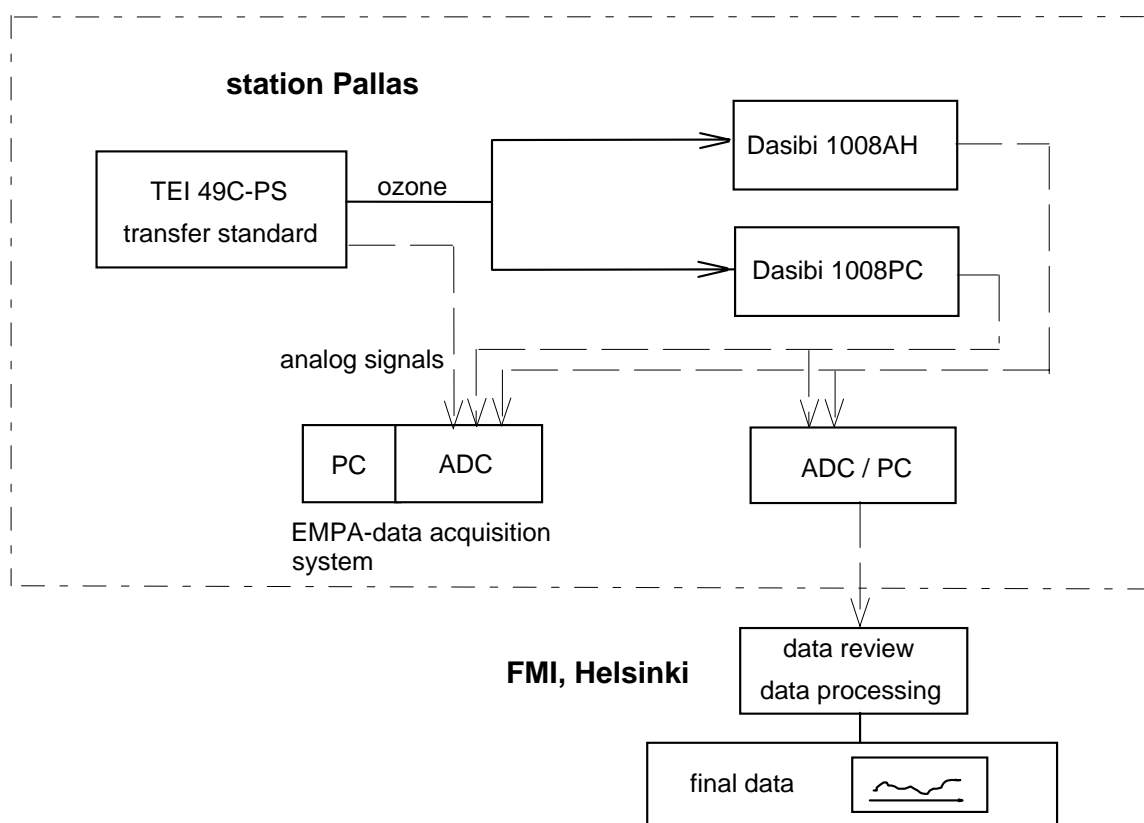 station Pallas
TEI 49C-PS
transfer standard
ozone
Dasibi 1008AH
Dasibi 1008PC
analog signals
PC
ADC
ADC / PC
EMPA-data acquisition
system
FMI, Helsinki
data review
data processing
final data